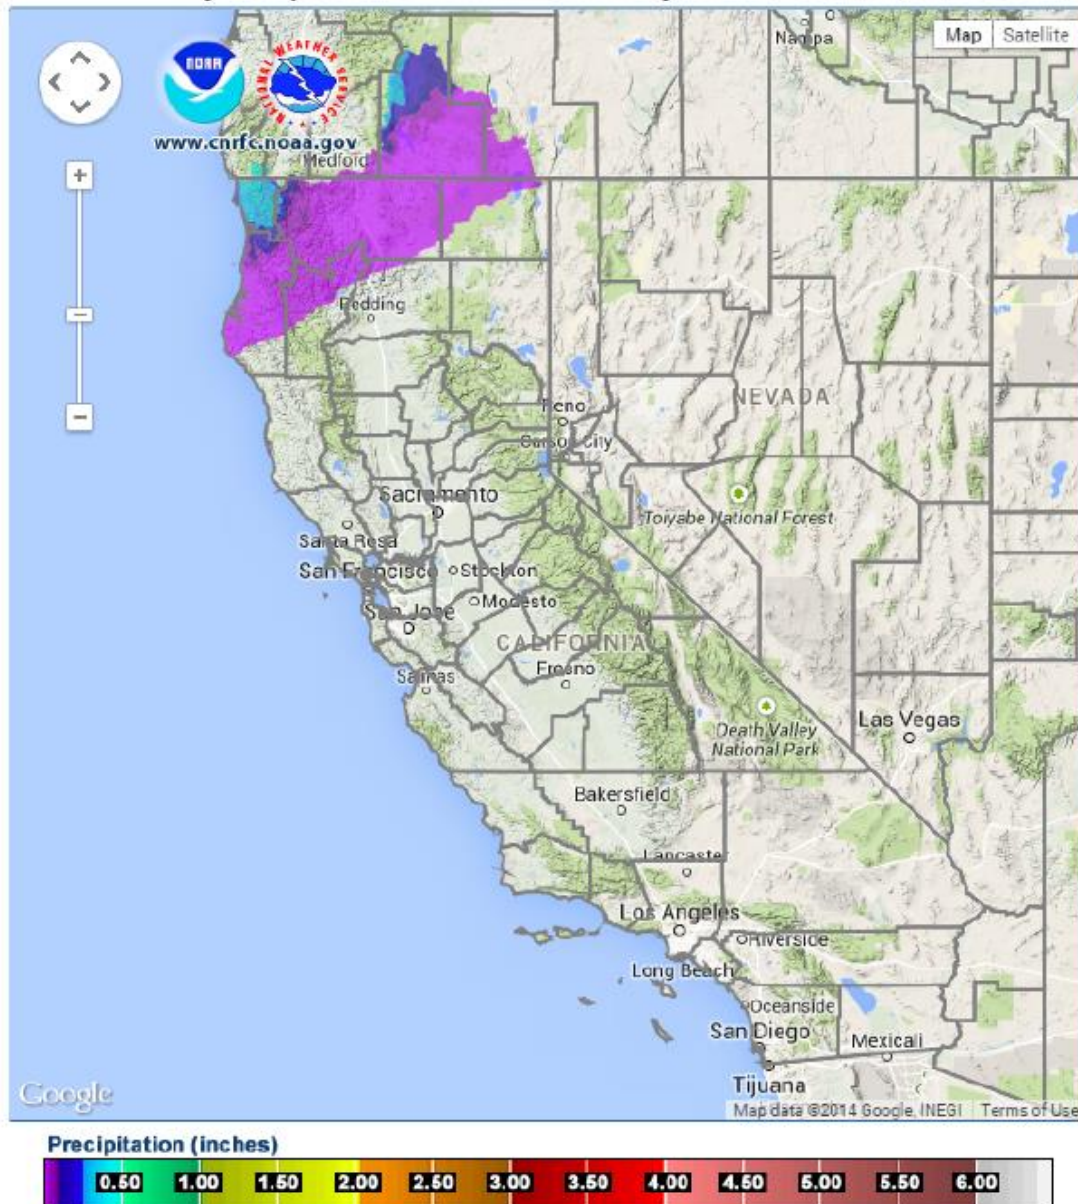 Nampa
Map Satellite
NOAA
NATIONAL WEATHER SERVICE
www.cnrfc.noaa.gov
Medford
Redding
NEVADA
Reno
Carson City
Sacramento
Toiyabe National Forest
Santa Rosa
San Francisco
Stockton
San Jose
Modesto
CALIFORNIA
Fresno
Salinas
Death Valley
National Park
Las Vegas
Bakersfield
Lancaster
Los Angeles
Riverside
Long Beach
Oceanside
San Diego
Mexicali
Tijuana
Google
Map data ©2014 Google, INEGI Terms of Use
Precipitation (inches)
0.50 1.00 1.50 2.00 2.50 3.00 3.50 4.00 4.50 5.00 5.50 6.00